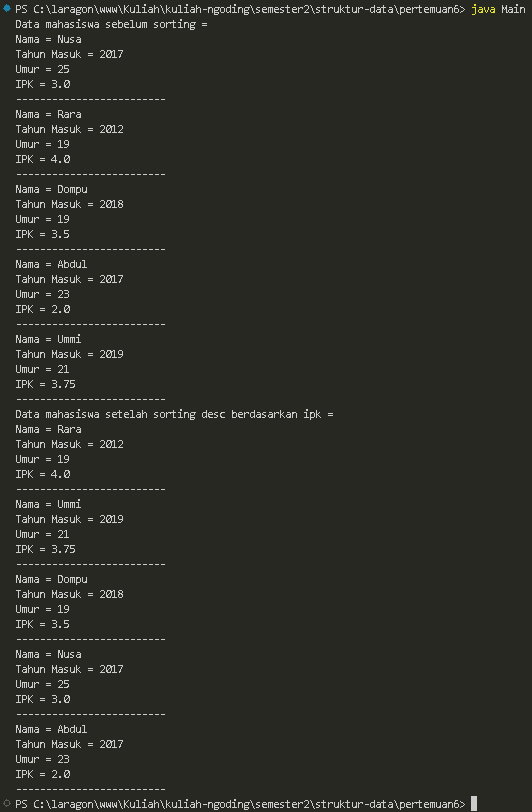 PS C:\laragon\www\Kuliah\kuliah-ngoding\semester2\struktur-data\pertemuan6> java Main
Data mahasiswa sebelum sorting =
Nama = Nusa
Tahun Masuk = 2017
Umur = 25
IPK = 3.0
-------------------------
Nama = Rara
Tahun Masuk = 2012
Umur = 19
IPK = 4.0
-------------------------
Nama = Dompu
Tahun Masuk = 2018
Umur = 19
IPK = 3.5
-------------------------
Nama = Abdul
Tahun Masuk = 2017
Umur = 23
IPK = 2.0
-------------------------
Nama = Ummi
Tahun Masuk = 2019
Umur = 21
IPK = 3.75
-------------------------
Data mahasiswa setelah sorting desc berdasarkan ipk =
Nama = Rara
Tahun Masuk = 2012
Umur = 19
IPK = 4.0
-------------------------
Nama = Ummi
Tahun Masuk = 2019
Umur = 21
IPK = 3.75
-------------------------
Nama = Dompu
Tahun Masuk = 2018
Umur = 19
IPK = 3.5
-------------------------
Nama = Nusa
Tahun Masuk = 2017
Umur = 25
IPK = 3.0
-------------------------
Nama = Abdul
Tahun Masuk = 2017
Umur = 23
IPK = 2.0
-------------------------
PS C:\laragon\www\Kuliah\kuliah-ngoding\semester2\struktur-data\pertemuan6>